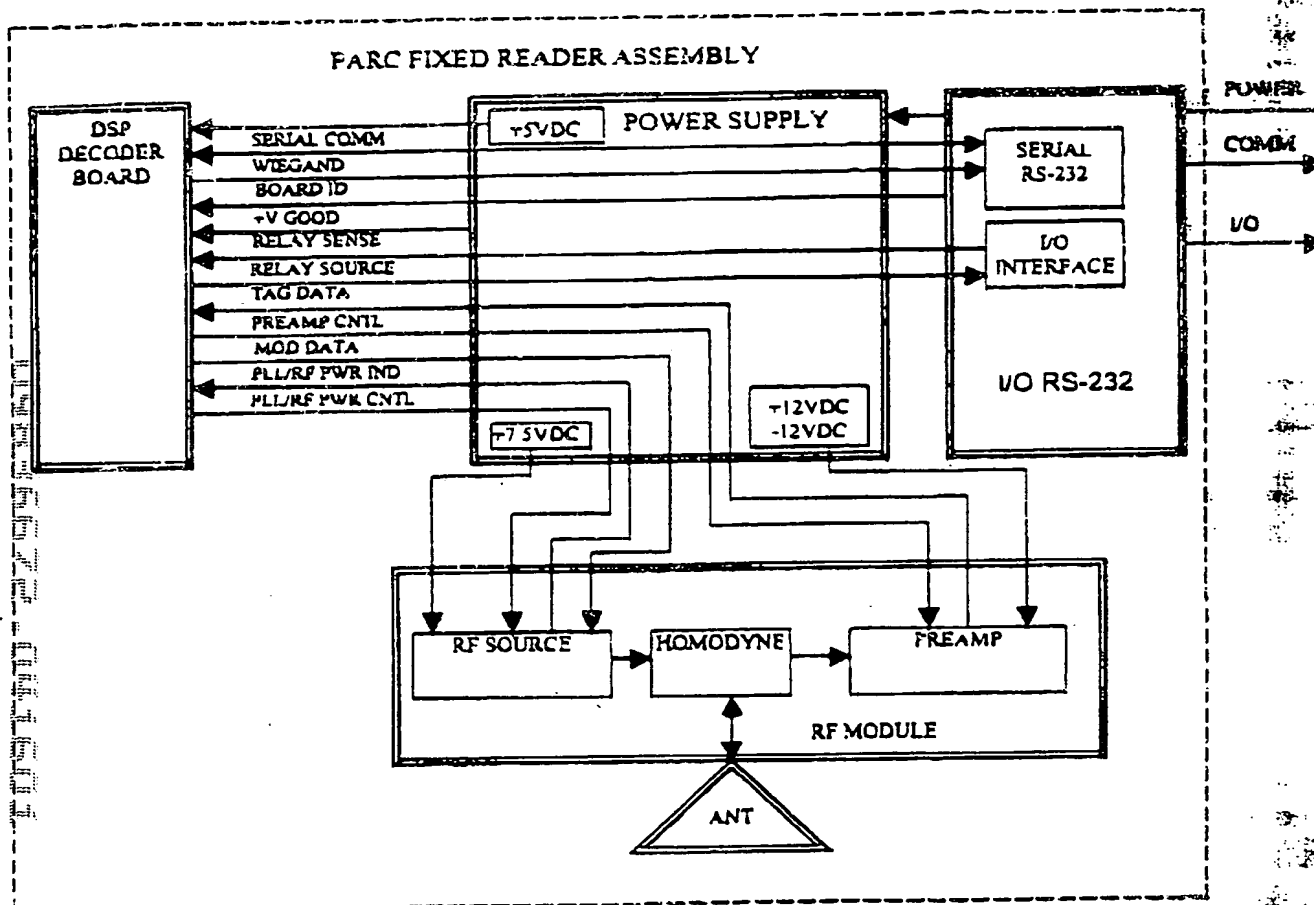 PARC FIXED READER ASSEMBLY
DSP
DECODER
BOARD
+5VDC
POWER SUPPLY
SERIAL COMM
WIEGAND
BOARD ID
+V GOOD
RELAY SENSE
RELAY SOURCE
TAG DATA
PREAMP CNTL
MOD DATA
PLL/RF PWR IND
PLL/RF PWR CNTL
+7 5VDC
+12VDC
-12VDC
SERIAL
RS-232
I/O
INTERFACE
I/O RS-232
POWER
COMM
I/O
RF SOURCE
HOMODYNE
PREAMP
RF MODULE
ANT